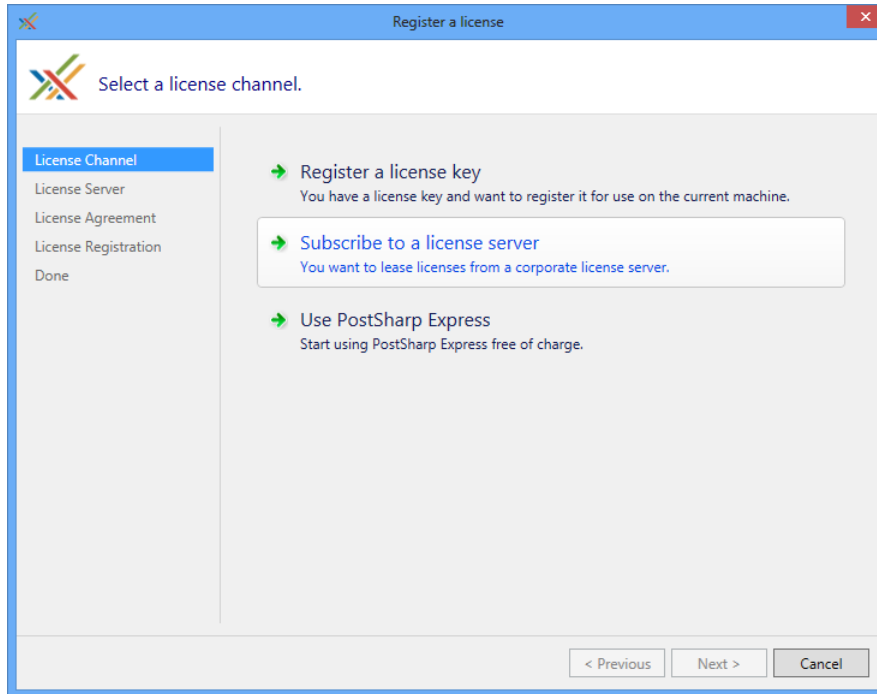 Register a license
Select a license channel.
License Channel
License Server
License Agreement
License Registration
Done
Register a license key
You have a license key and want to register it for use on the current machine.
Subscribe to a license server
You want to lease licenses from a corporate license server.
Use PostSharp Express
Start using PostSharp Express free of charge.
< Previous
Next >
Cancel